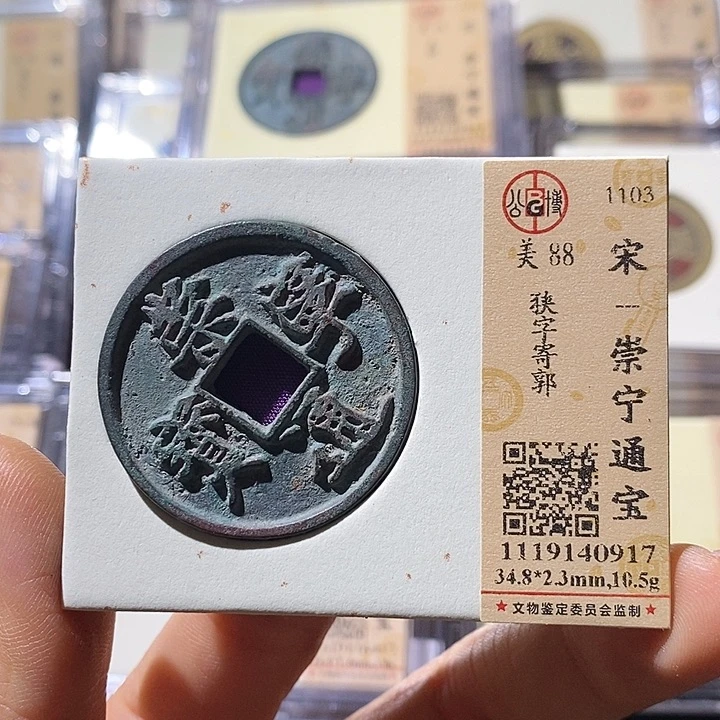 公博
1103
美 88
宋 — 崇宁通宝
狭字寄郭
1119140917
34.8*2.3mm,10.5g
★ 文物鉴定委员会监制 ★
崇寧通寳